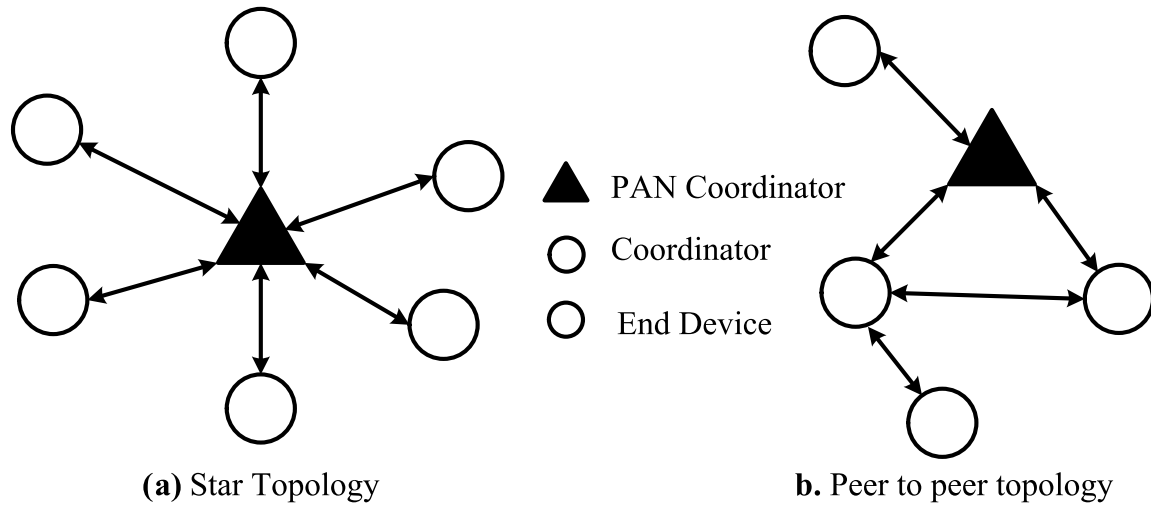 PAN Coordinator
Coordinator
End Device
(a) Star Topology
b. Peer to peer topology